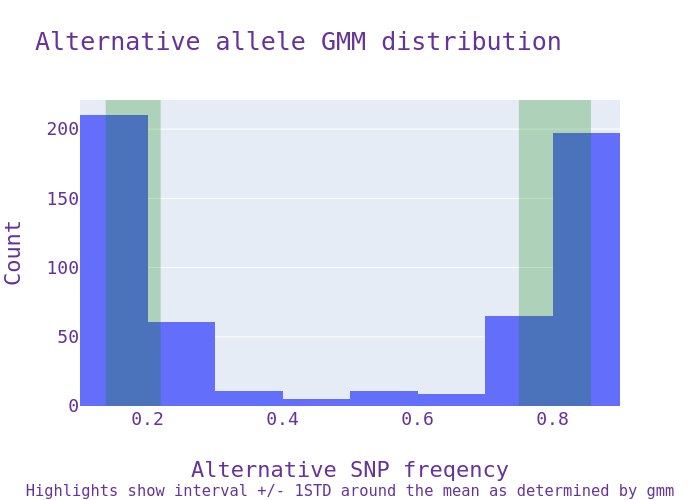 Alternative allele GMM distribution
Count
200
150
100
50
0
0.2 0.4 0.6 0.8
Alternative SNP freqency
Highlights show interval +/- 1STD around the mean as determined by gmm